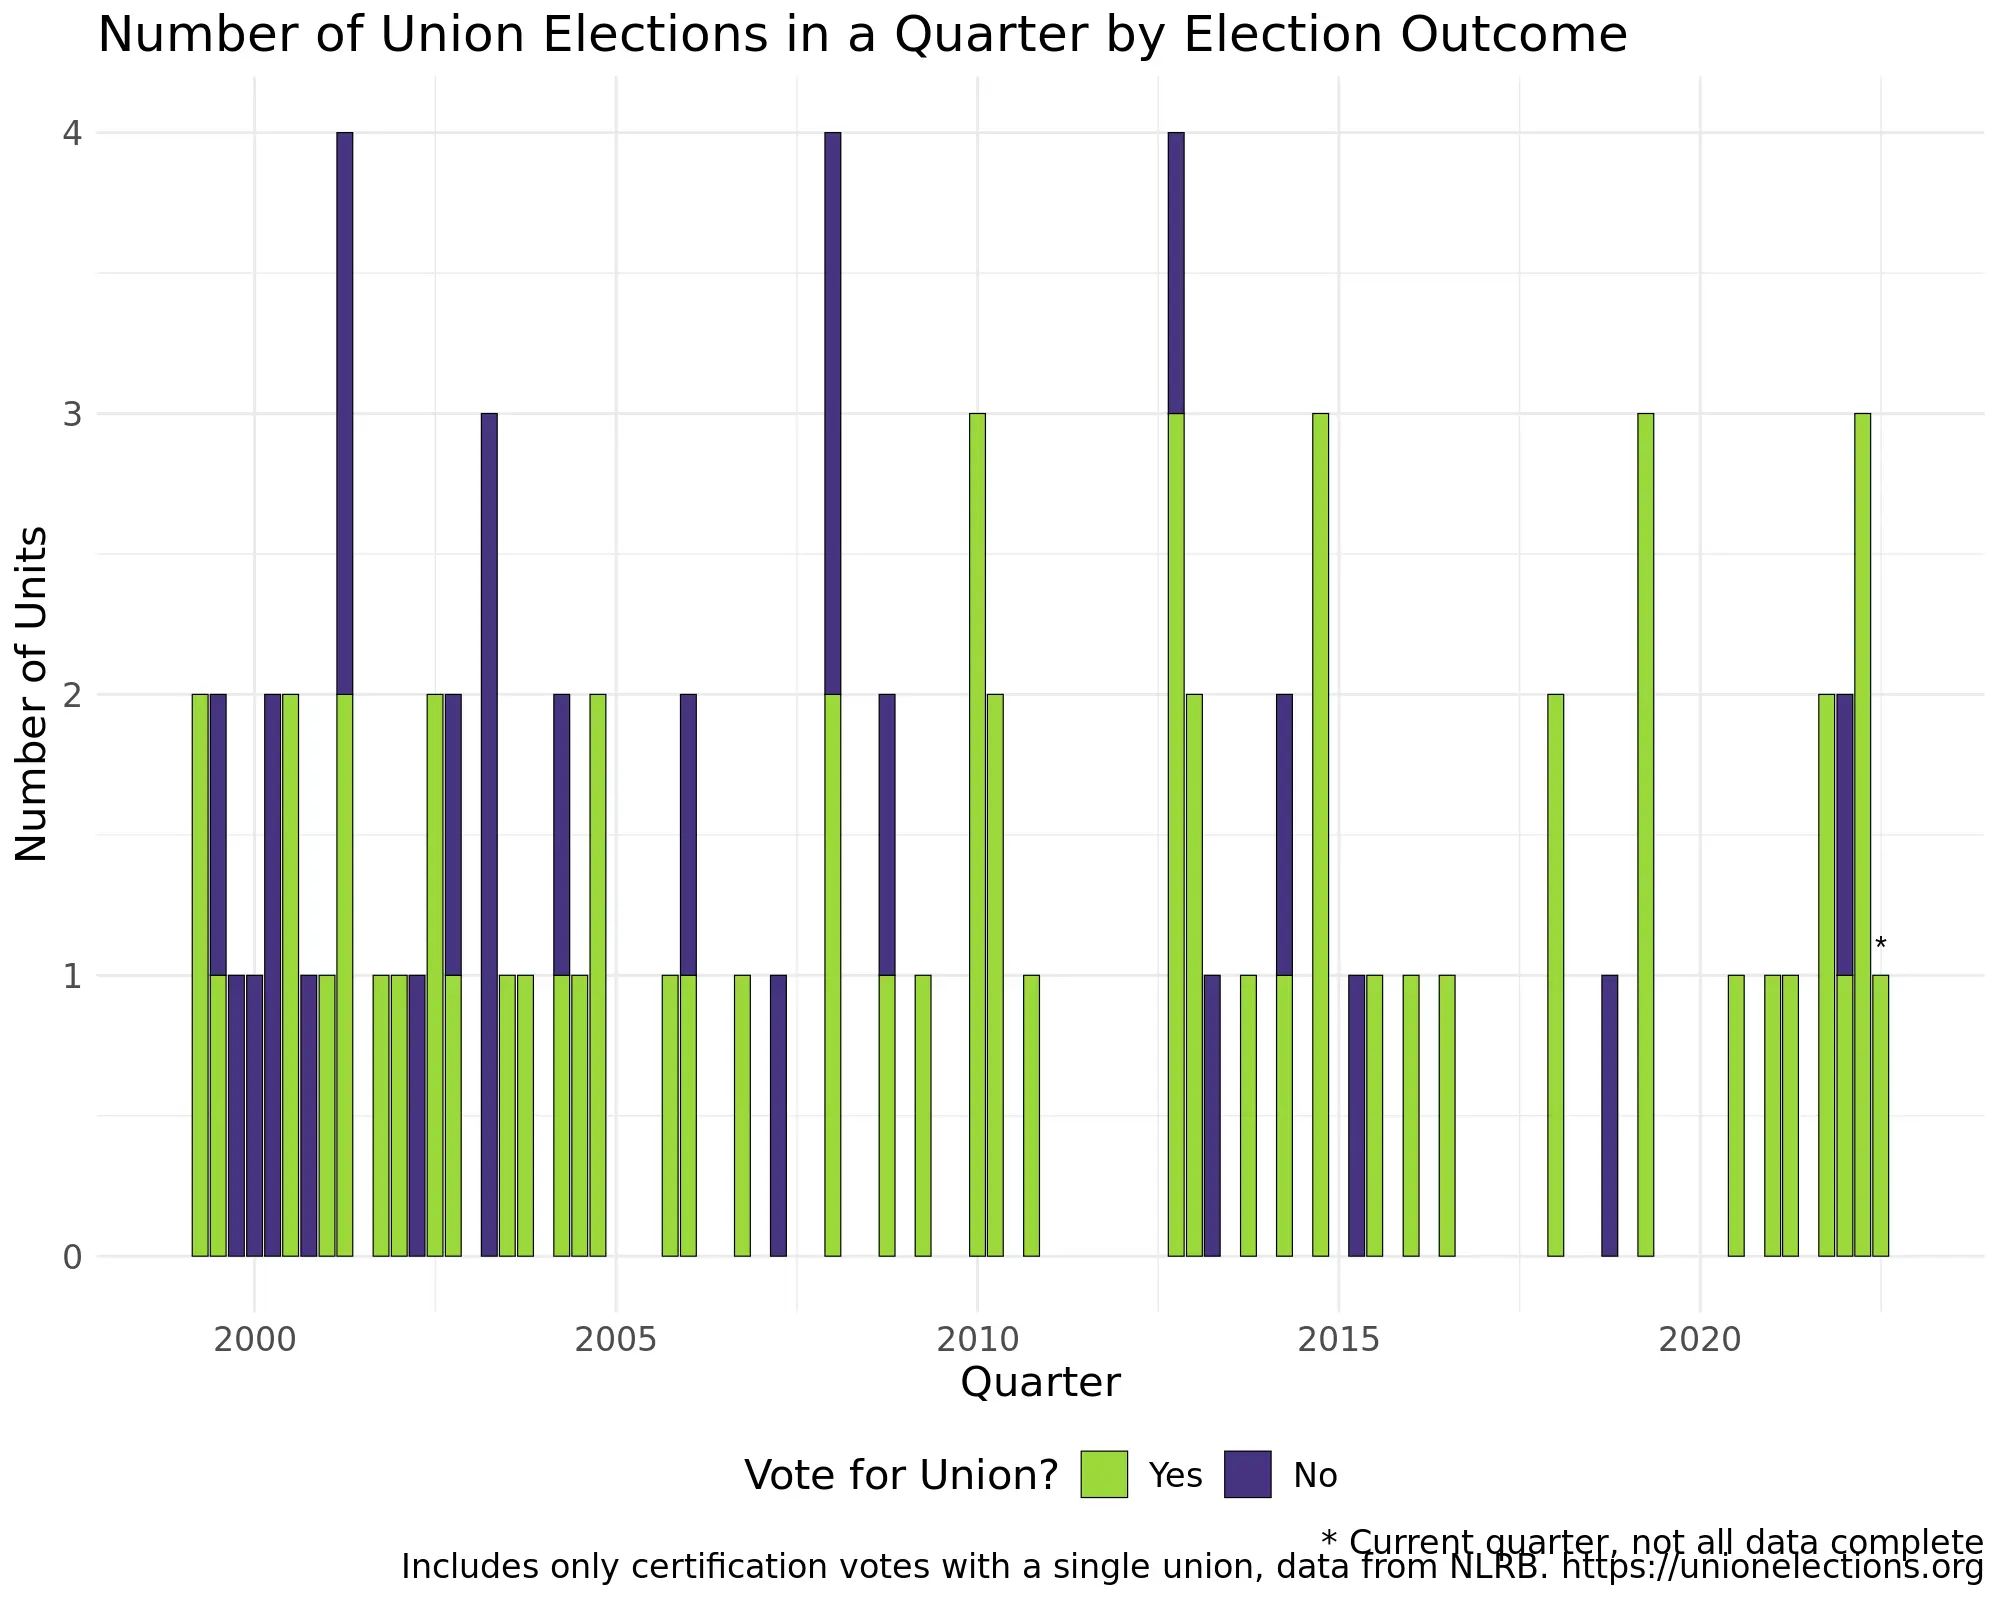 Number of Union Elections in a Quarter by Election Outcome
4
3
2
1
0
*
Number of Units
2000 2005 2010 2015 2020
Quarter
Vote for Union? Yes No
* Current quarter, not all data complete
Includes only certification votes with a single union, data from NLRB. https://unionelections.org